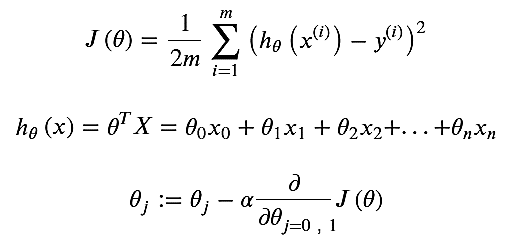 J (θ) = 1/2m ∑_{i=1}^{m} (h_θ (x^{(i)}) − y^{(i)})^2
h_θ (x) = θ^T X = θ_0x_0 + θ_1x_1 + θ_2x_2+. . . +θ_nx_n
θ_j := θ_j − α ∂/∂θ_{j=0 , 1} J (θ)